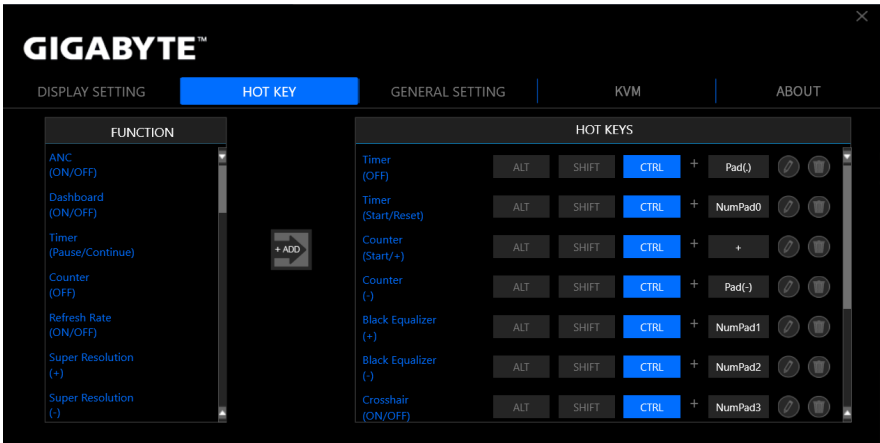 GIGABYTE™
DISPLAY SETTING HOT KEY GENERAL SETTING KVM ABOUT
FUNCTION
ANC
(ON/OFF)
Dashboard
(ON/OFF)
Timer
(Pause/Continue)
Counter
(OFF)
Refresh Rate
(ON/OFF)
Super Resolution
(+)
Super Resolution
(-)
+ ADD
HOT KEYS
Timer
(OFF)
ALT SHIFT CTRL + Pad(.)
Timer
(Start/Reset)
ALT SHIFT CTRL + NumPad0
Counter
(Start/+)
ALT SHIFT CTRL + +
Counter
(-)
ALT SHIFT CTRL + Pad(-)
Black Equalizer
(+)
ALT SHIFT CTRL + NumPad1
Black Equalizer
(-)
ALT SHIFT CTRL + NumPad2
Crosshair
(ON/OFF)
ALT SHIFT CTRL + NumPad3